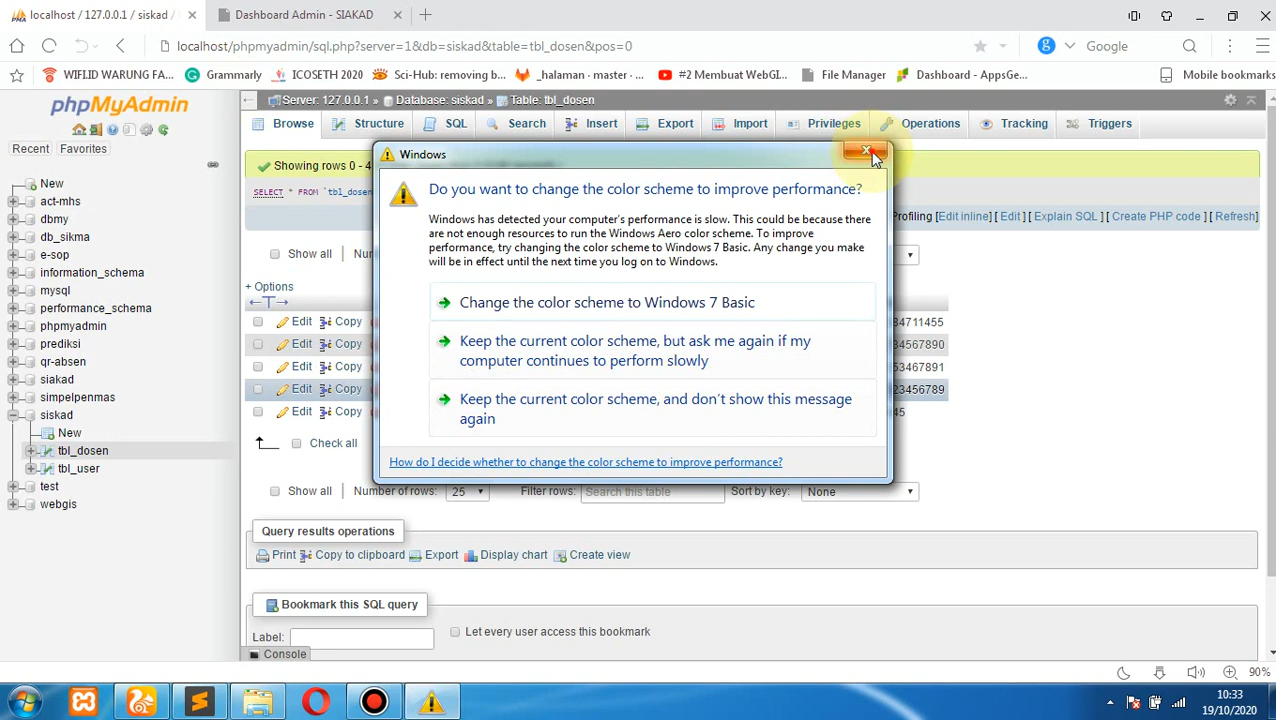 localhost / 127.0.0.1 / siskad
Dashboard Admin - SIAKAD
localhost/phpmyadmin/sql.php?server=1&db=siskad&table=tbl_dosen&pos=0
Google
WIFI.ID WARUNG FA...
Grammarly
ICOSETH 2020
Sci-Hub: removing b...
_halaman · master · ...
#2 Membuat WebGI...
File Manager
Dashboard - AppsGe...
Mobile bookmarks
phpMyAdmin
Server: 127.0.0.1 »
Database: siskad »
Table: tbl_dosen
Browse
Structure
SQL
Search
Insert
Export
Import
Privileges
Operations
Tracking
Triggers
Recent
Favorites
New
act-mhs
dbmy
db_sikma
e-sop
information_schema
mysql
performance_schema
phpmyadmin
prediksi
qr-absen
siakad
simpelpenmas
siskad
New
tbl_dosen
tbl_user
test
webgis
Showing rows 0 - 4
SELECT * FROM `tbl_dosen
Profiling [Edit inline] [ Edit ] [ Explain SQL ] [ Create PHP code ] [ Refresh]
Show all
+ Options
Edit Copy 34711455
Edit Copy 34567890
Edit Copy 34567891
Edit Copy 23456789
Edit Copy 45
Check all
Windows
Do you want to change the color scheme to improve performance?
Windows has detected your computer's performance is slow. This could be because there
are not enough resources to run the Windows Aero color scheme. To improve
performance, try changing the color scheme to Windows 7 Basic. Any change you make
will be in effect until the next time you log on to Windows.
Change the color scheme to Windows 7 Basic
Keep the current color scheme, but ask me again if my
computer continues to perform slowly
Keep the current color scheme, and don't show this message
again
How do I decide whether to change the color scheme to improve performance?
Show all
Number of rows: 25
Filter rows: Search this table
Sort by key: None
Query results operations
Print Copy to clipboard Export Display chart Create view
Bookmark this SQL query
Label:
Let every user access this bookmark
Console
90%
10:33
19/10/2020